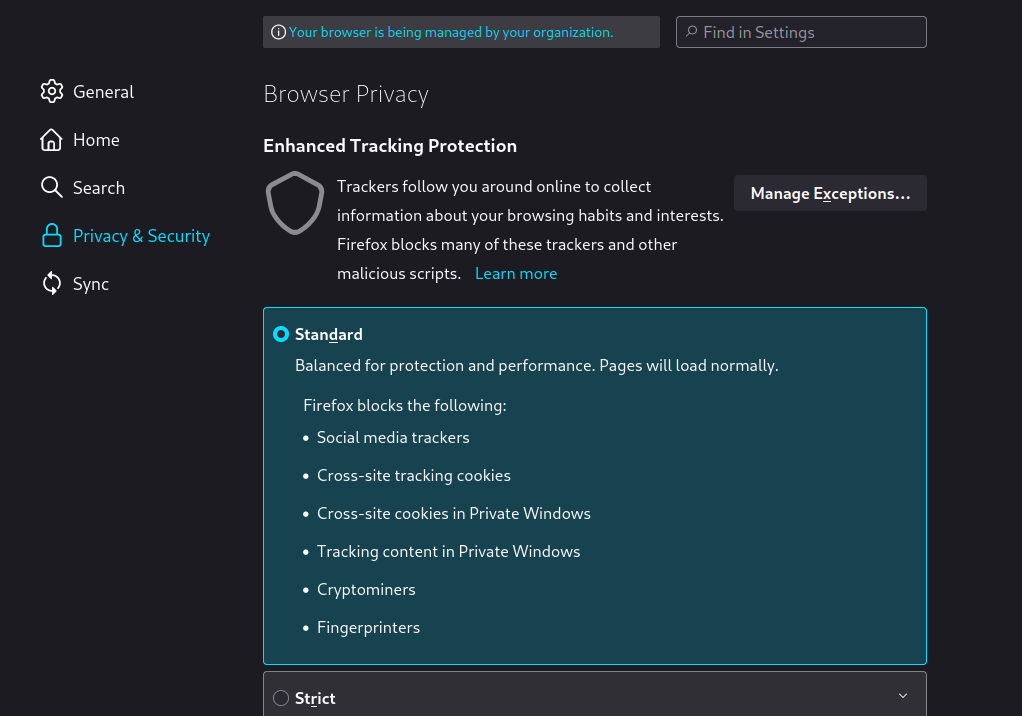 Your browser is being managed by your organization.
Find in Settings
General
Home
Search
Privacy & Security
Sync
Browser Privacy
Enhanced Tracking Protection
Trackers follow you around online to collect
information about your browsing habits and interests.
Firefox blocks many of these trackers and other
malicious scripts. Learn more
Manage Exceptions...
Standard
Balanced for protection and performance. Pages will load normally.
Firefox blocks the following:
• Social media trackers
• Cross-site tracking cookies
• Cross-site cookies in Private Windows
• Tracking content in Private Windows
• Cryptominers
• Fingerprinters
Strict